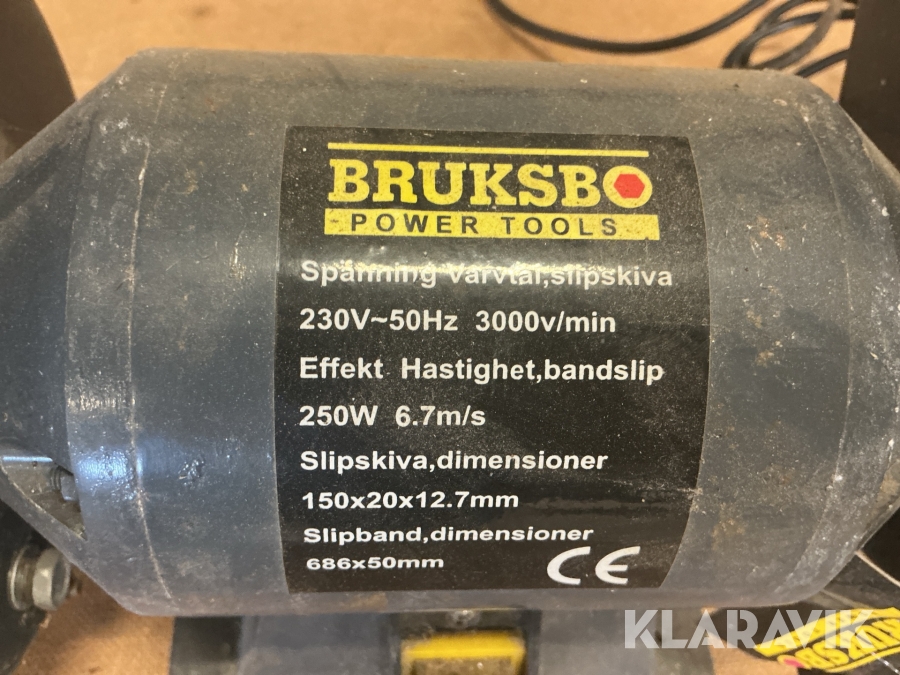 BRUKSBO
POWER TOOLS
Spänning Varvtal,slipskiva
230V~50Hz 3000v/min
Effekt Hastighet,bandslip
250W 6.7m/s
Slipskiva,dimensioner
150x20x12.7mm
Slipband,dimensioner
686x50mm
CE
KLARAVIK